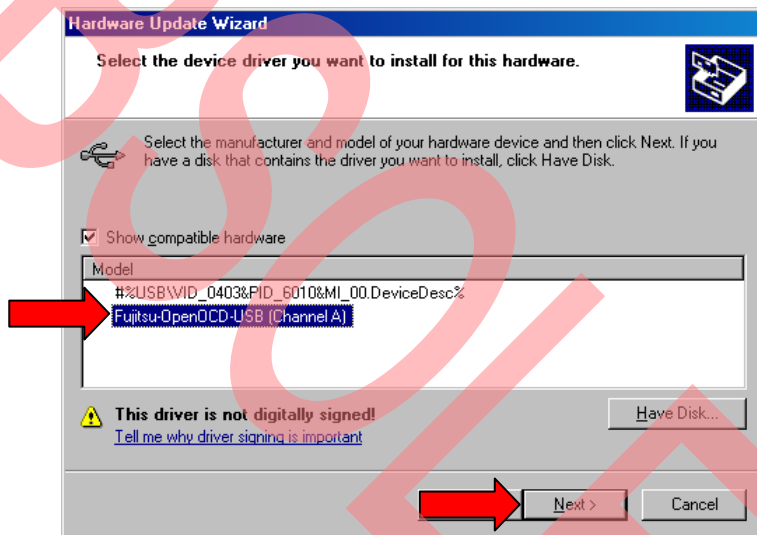 Hardware Update Wizard
Select the device driver you want to install for this hardware.
Select the manufacturer and model of your hardware device and then click Next. If you
have a disk that contains the driver you want to install, click Have Disk.
Show compatible hardware
Model
#%USB\VID_0403&PID_6010&MI_00.DeviceDesc%
Fujitsu-OpenOCD-USB (Channel A)
This driver is not digitally signed!
Tell me why driver signing is important
Have Disk...
Next >
Cancel